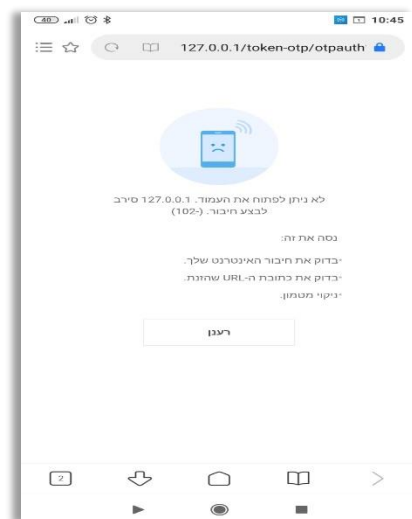 40 10:45
127.0.0.1/token-otp/otpauth
לא ניתן לפתוח את העמוד. 127.0.0.1 סירב
לבצע חיבור. (-102)
נסה את זה:
·בדוק את חיבור האינטרנט שלך.
·בדוק את כתובת ה-URL שהזנת.
·ניקוי מטמון.
רענן
2